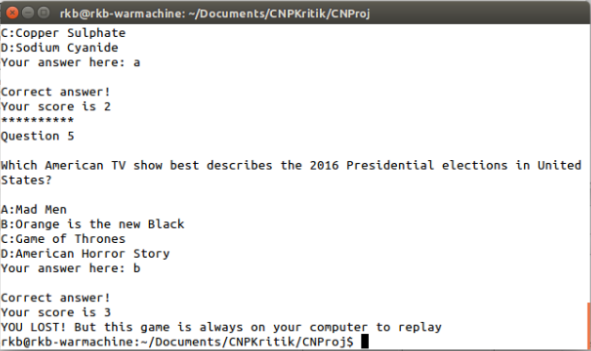 rkb@rkb-warmachine: ~/Documents/CNPKritik/CNProj
C:Copper Sulphate
D:Sodium Cyanide
Your answer here: a
Correct answer!
Your score is 2
**********
Question 5
Which American TV show best describes the 2016 Presidential elections in United
States?
A:Mad Men
B:Orange is the new Black
C:Game of Thrones
D:American Horror Story
Your answer here: b
Correct answer!
Your score is 3
YOU LOST! But this game is always on your computer to replay
rkb@rkb-warmachine:~/Documents/CNPKritik/CNProj$